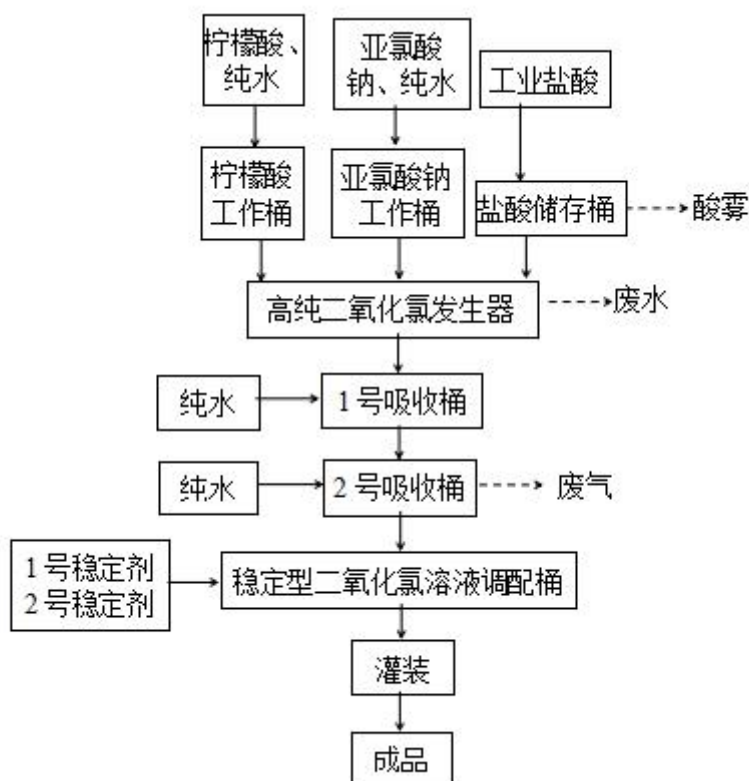 柠檬酸、
纯水
亚氯酸
钠、纯水
工业盐酸
柠檬酸
工作桶
亚氯酸钠
工作桶
盐酸储存桶
酸雾
高纯二氧化氯发生器
废水
纯水
1号吸收桶
纯水
2号吸收桶
废气
1号稳定剂
2号稳定剂
稳定型二氧化氯溶液调配桶
灌装
成品